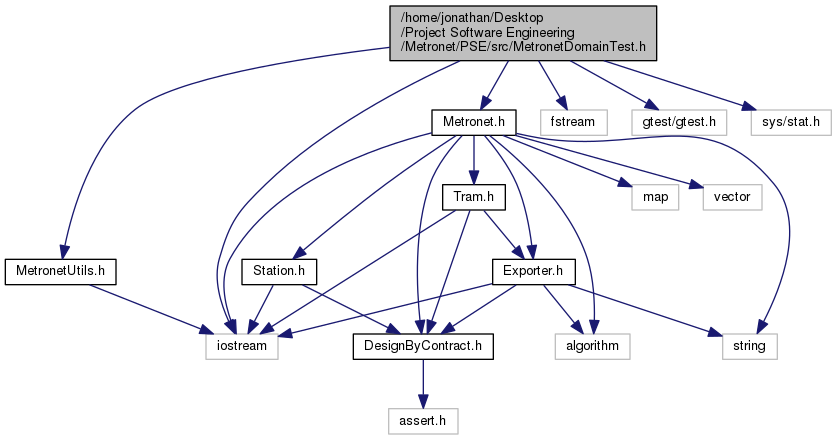 /home/jonathan/Desktop
/Project Software Engineering
/Metronet/PSE/src/MetronetDomainTest.h
Metronet.h
fstream
gtest/gtest.h
sys/stat.h
Tram.h
map
vector
MetronetUtils.h
Station.h
Exporter.h
iostream
DesignByContract.h
algorithm
string
assert.h